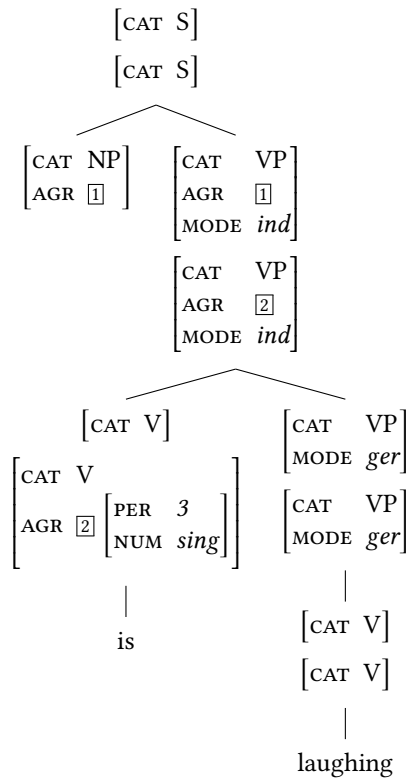 [CAT S]
[CAT S]
[CAT NP
AGR 1]
[CAT VP
AGR 1
MODE ind]
[CAT VP
AGR 2
MODE ind]
[CAT V]
[CAT V
AGR 2 [PER 3
NUM sing]]
is
[CAT VP
MODE ger]
[CAT VP
MODE ger]
[CAT V]
[CAT V]
laughing